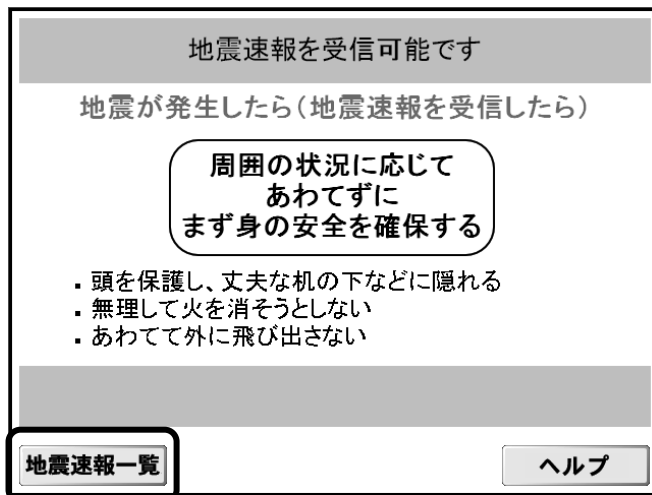 地震速報を受信可能です
地震が発生したら（地震速報を受信したら）
周囲の状況に応じて
あわてずに
まず身の安全を確保する
. 頭を保護し、丈夫な机の下などに隠れる
. 無理して火を消そうとしない
. あわてて外に飛び出さない
地震速報一覧
ヘルプ